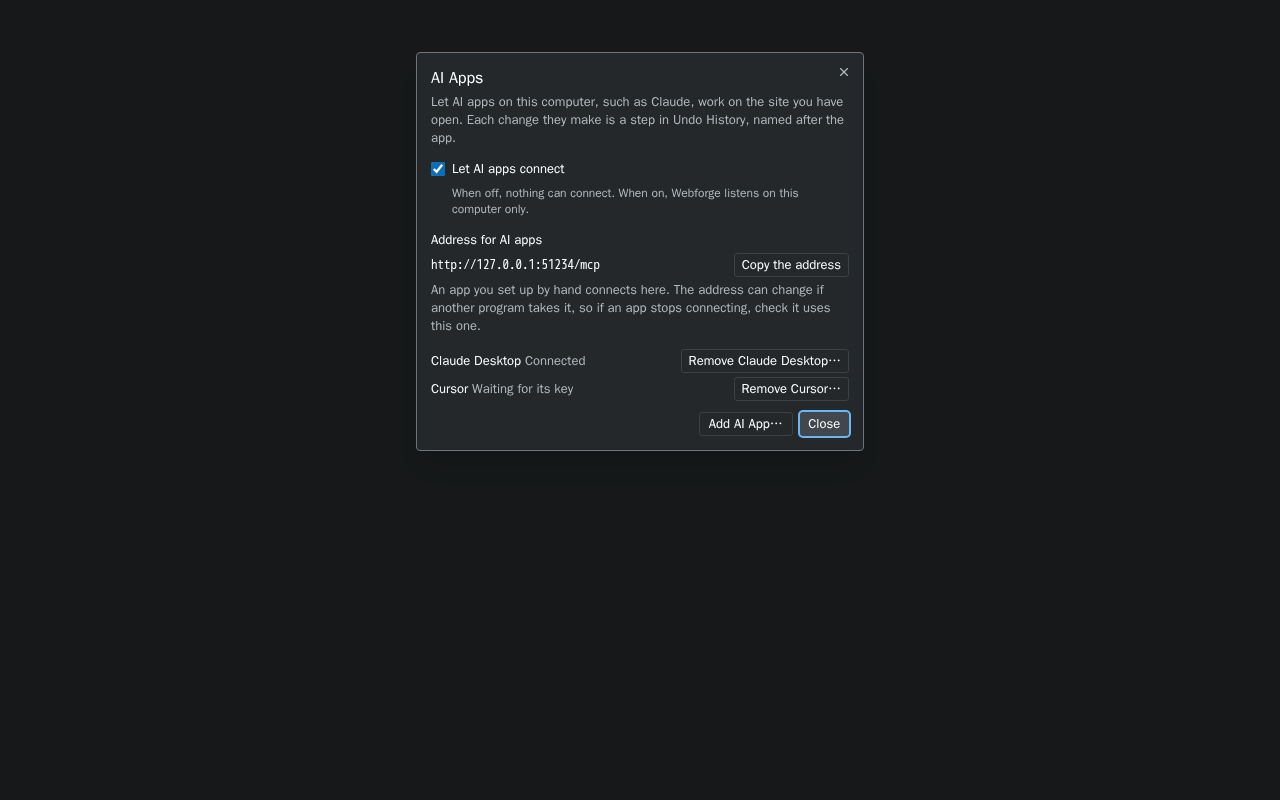 AI Apps
Let AI apps on this computer, such as Claude, work on the site you have
open. Each change they make is a step in Undo History, named after the
app.
Let AI apps connect
When off, nothing can connect. When on, Webforge listens on this
computer only.
Address for AI apps
http://127.0.0.1:51234/mcp
Copy the address
An app you set up by hand connects here. The address can change if
another program takes it, so if an app stops connecting, check it uses
this one.
Claude Desktop Connected
Remove Claude Desktop…
Cursor Waiting for its key
Remove Cursor…
Add AI App…
Close